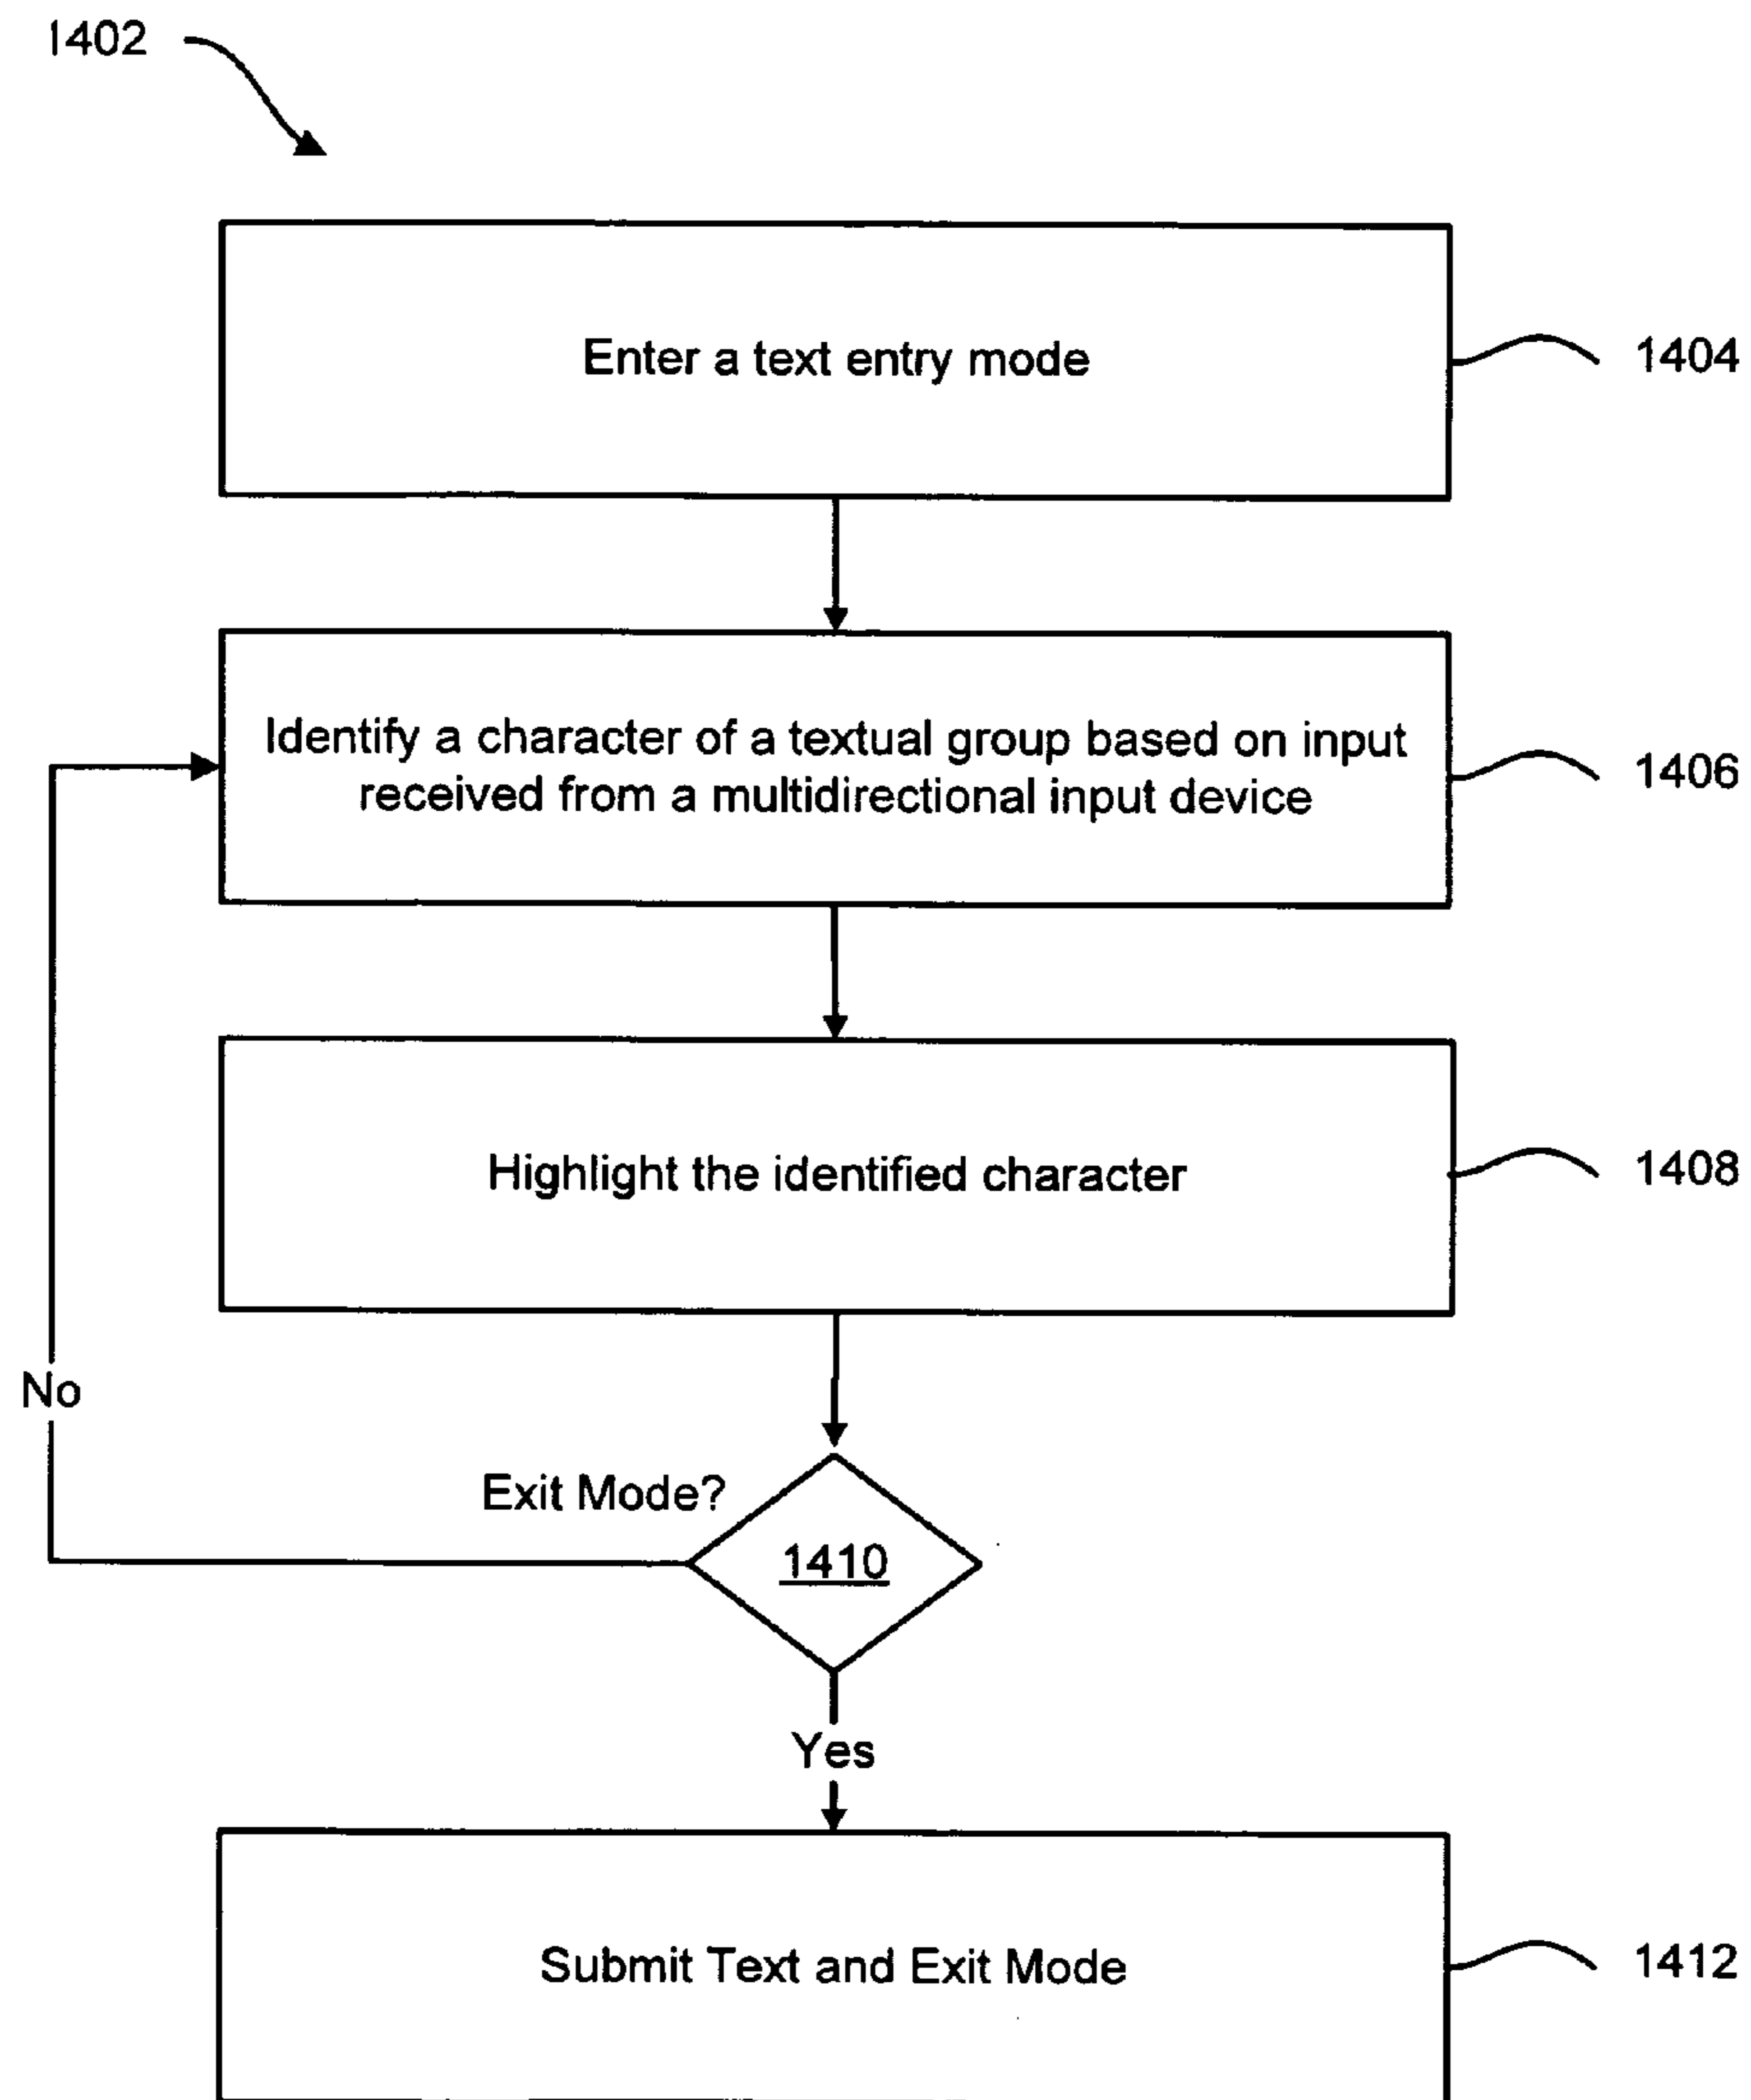 1402
Enter a text entry mode
1404
Identify a character of a textual group based on input
received from a multidirectional input device
1406
Highlight the identified character
1408
No
Exit Mode?
1410
Yes
Submit Text and Exit Mode
1412